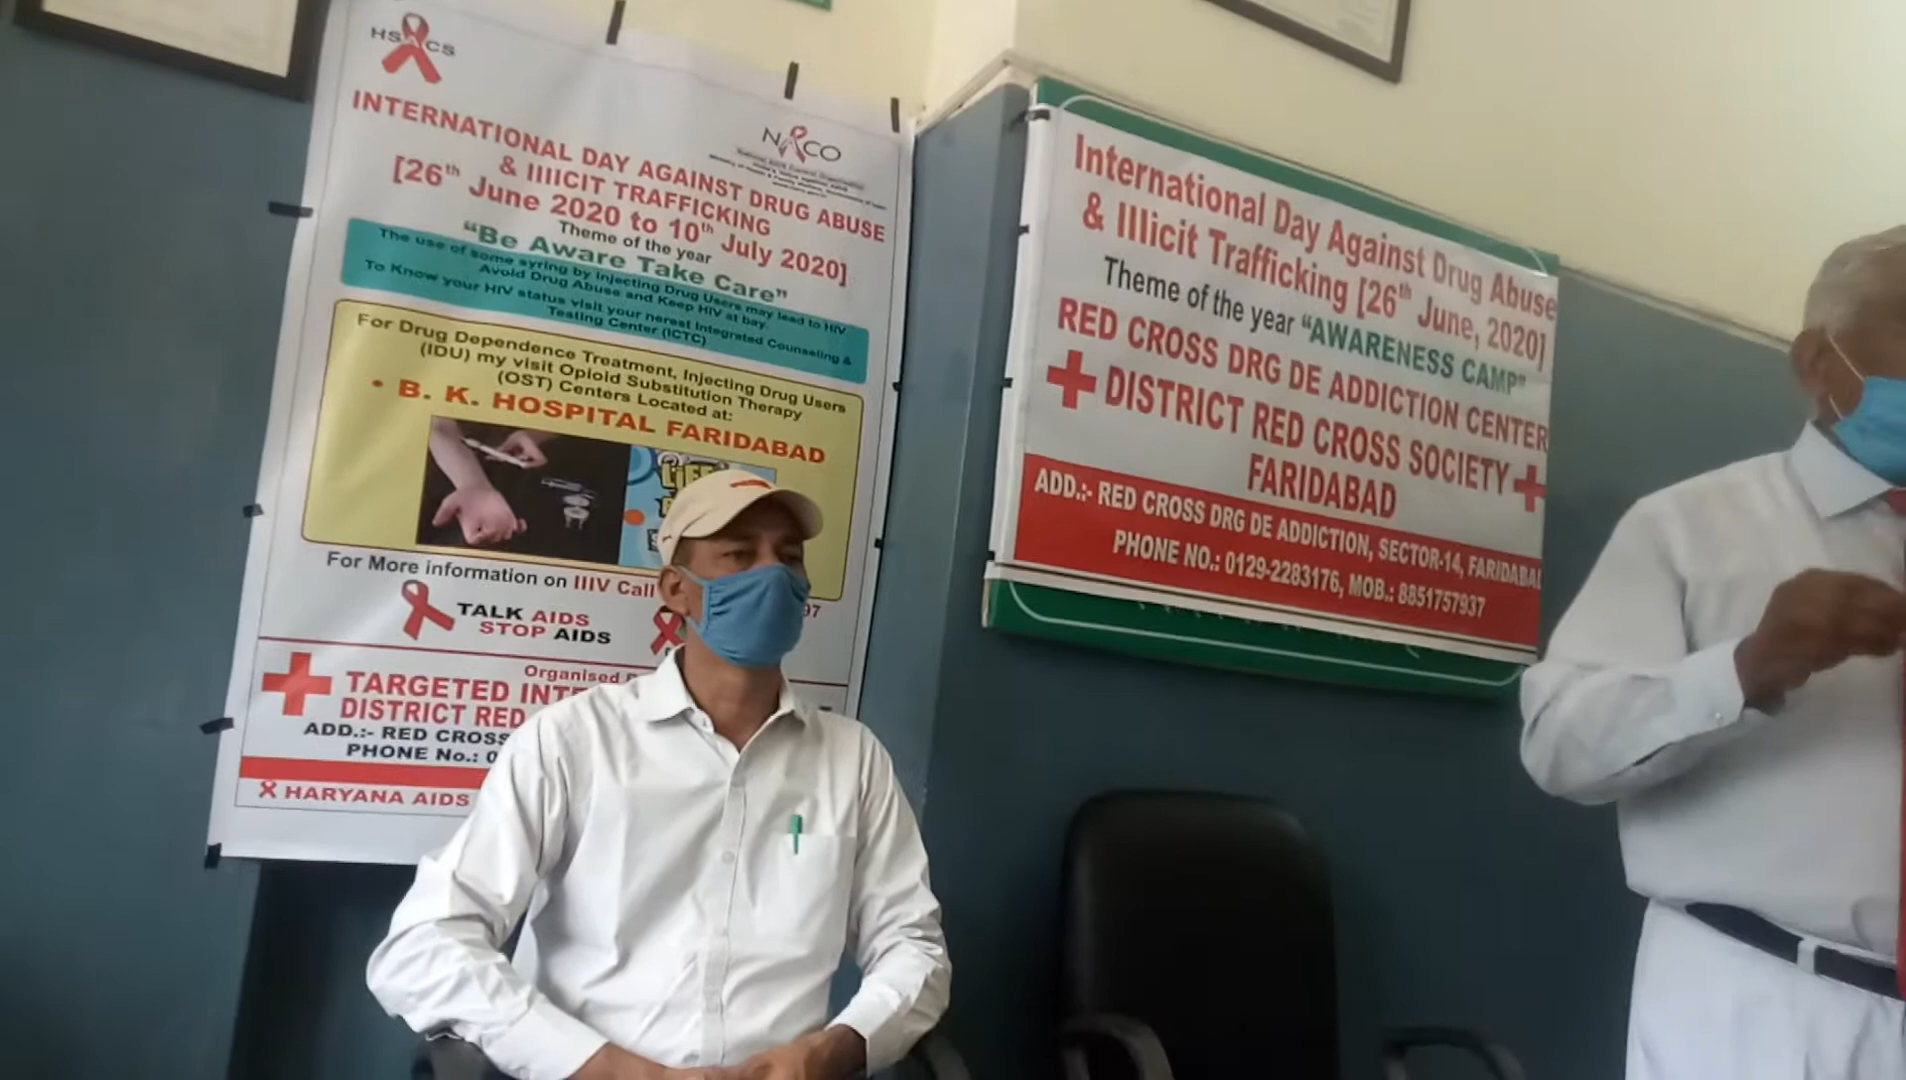 HSACS
NACO
INTERNATIONAL DAY AGAINST DRUG ABUSE
& IIIICIT TRAFFICKING
[26th June 2020 to 10th July 2020]
Theme of the year
"Be Aware Take Care"
The use of some syring by Injecting Drug Users may lead to HIV
Avoid Drug Abuse and Keep HIV at bay.
To Know your HIV status visit your nerest Integrated Counseling &
Testing Center (ICTC)
For Drug Dependence Treatment, Injecting Drug Users
(IDU) my visit Opioid Substitution Therapy
(OST) Centers Located at:
• B. K. HOSPITAL FARIDABAD
For More information on IIIV Call
97
TALK AIDS
STOP AIDS
Organised
TARGETED
DISTRICT RED
ADD.:- RED CROSS
PHONE No.: 0
HARYANA AIDS
International Day Against Drug Abuse
& Illicit Trafficking [26th June, 2020]
Theme of the year "AWARENESS CAMP"
RED CROSS DRG DE ADDICTION CENTER
DISTRICT RED CROSS SOCIETY
FARIDABAD
ADD.:- RED CROSS DRG DE ADDICTION, SECTOR-14, FARIDABAD
PHONE NO.: 0129-2283176, MOB.: 8851757937